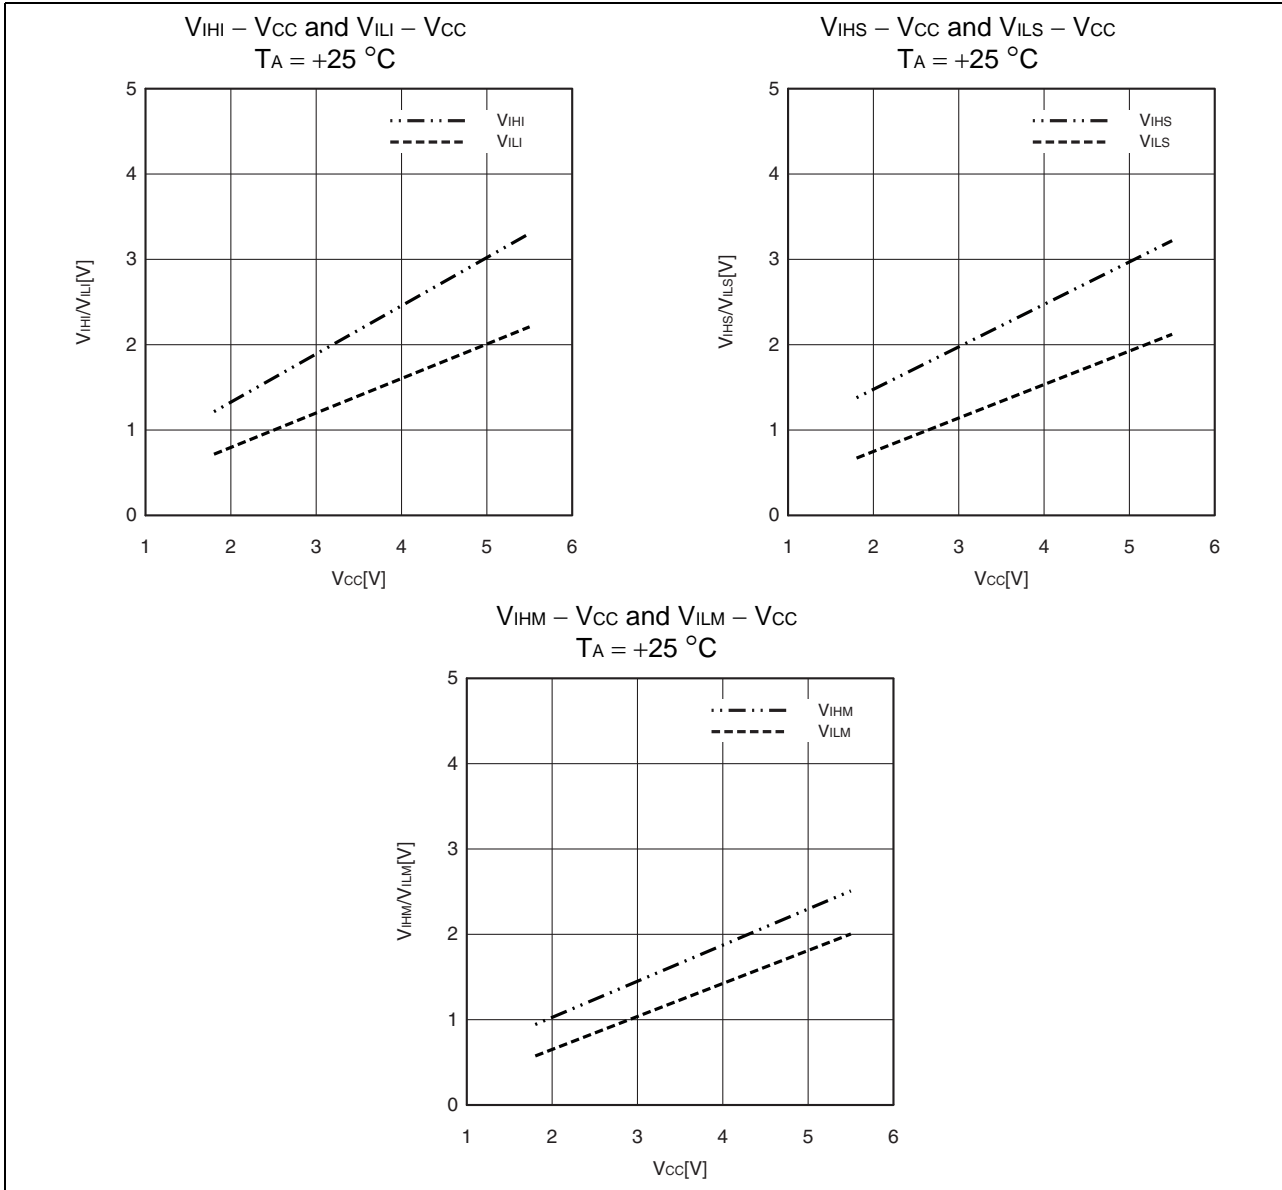 VIHI – VCC and VILI – VCC
TA = +25 °C
5
4
3
2
1
0
VIHI/VILI[V]
VIHI
VILI
1 2 3 4 5 6
VCC[V]
VIHS – VCC and VILS – VCC
TA = +25 °C
5
4
3
2
1
0
VIHS/VILS[V]
VIHS
VILS
1 2 3 4 5 6
VCC[V]
VIHM – VCC and VILM – VCC
TA = +25 °C
5
4
3
2
1
0
VIHM/VILM[V]
VIHM
VILM
1 2 3 4 5 6
VCC[V]